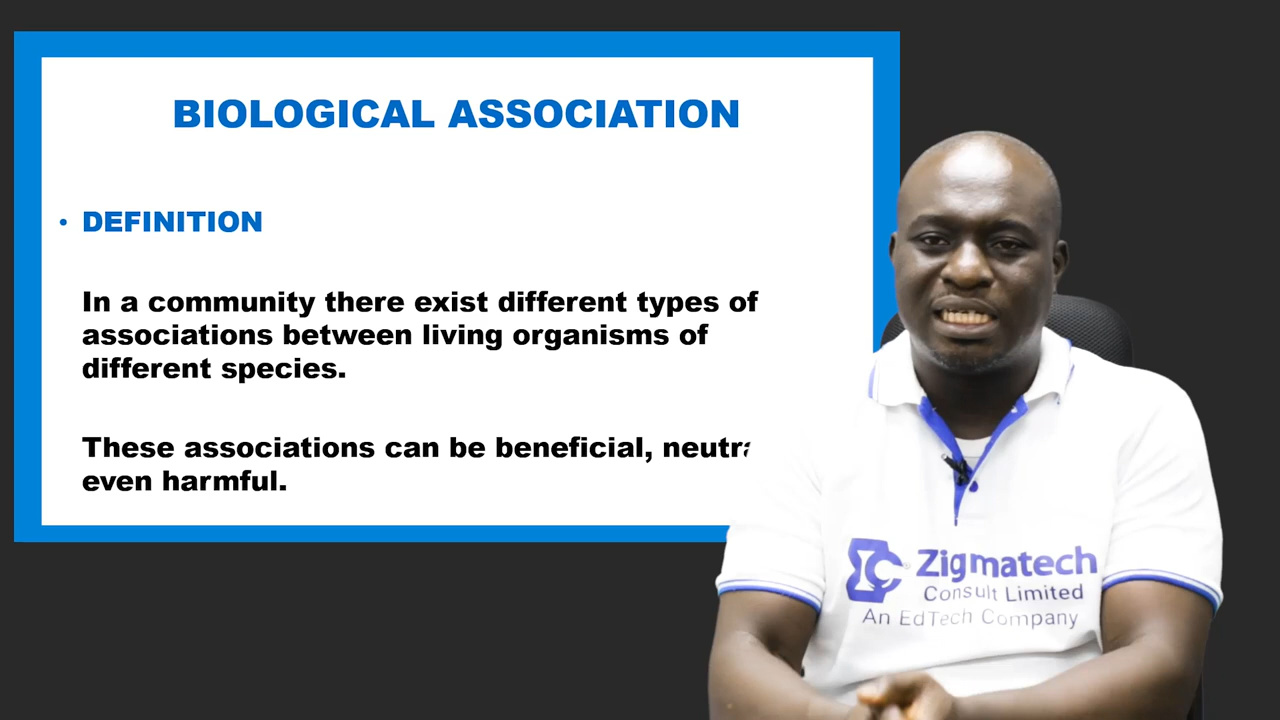 BIOLOGICAL ASSOCIATION
• DEFINITION
In a community there exist different types of
associations between living organisms of
different species.
These associations can be beneficial,
even harmful.
Zigmatech
Consult Limited
An EdTech Company